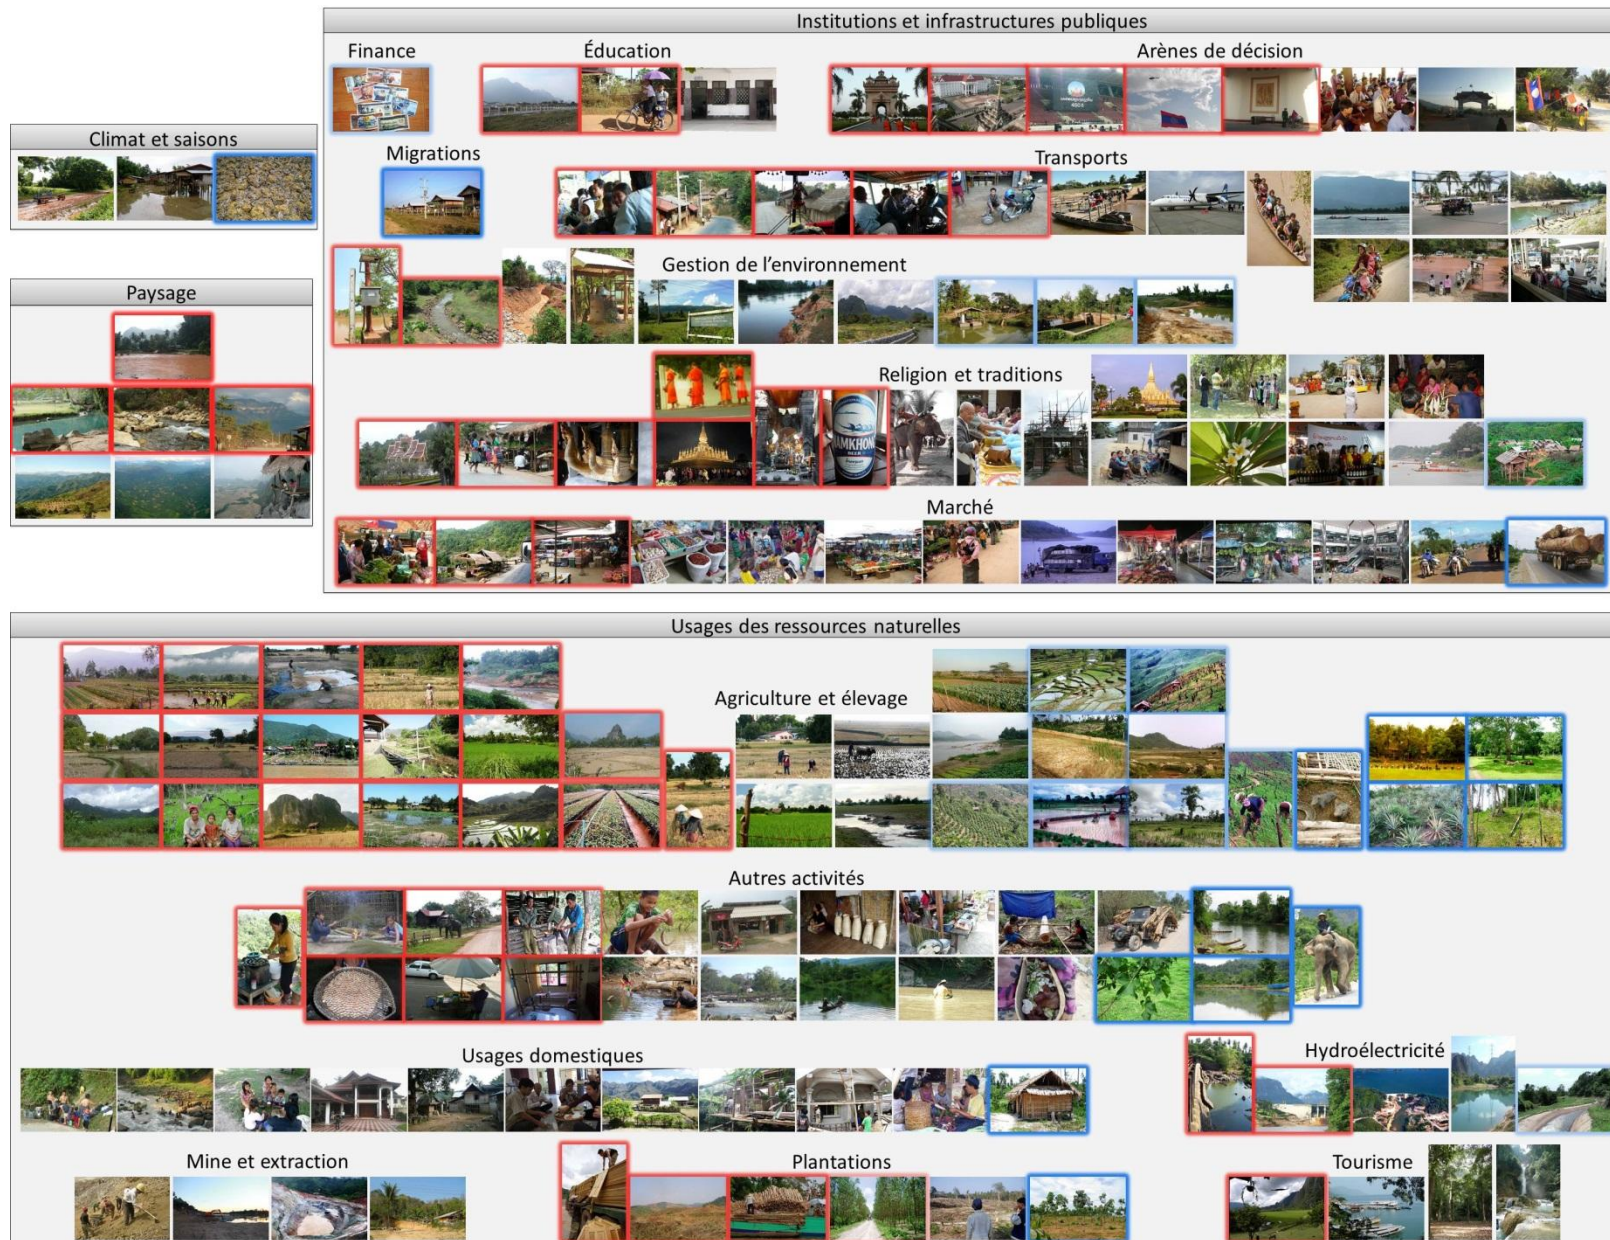 Institutions et infrastructures publiques
Finance
Éducation
Arènes de décision
Climat et saisons
Migrations
Transports
Gestion de l'environnement
Paysage
Religion et traditions
NAMKHONG
BEER
Marché
Usages des ressources naturelles
Agriculture et élevage
Autres activités
Usages domestiques
Hydroélectricité
Mine et extraction
Plantations
Tourisme